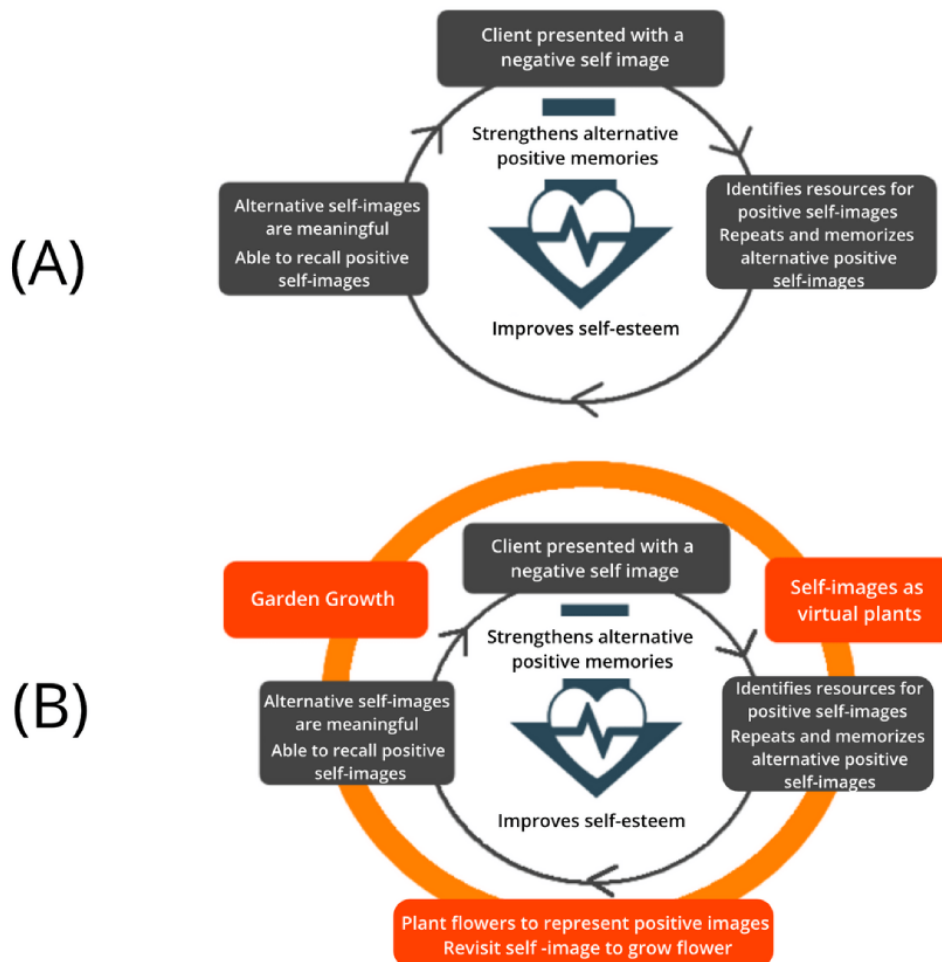 Client presented with a
negative self image
Strengthens alternative
positive memories
Identifies resources for
positive self-images
Repeats and memorizes
alternative positive
self-images
Alternative self-images
are meaningful
Able to recall positive
self-images
(A)
Improves self-esteem
Client presented with a
negative self image
Garden Growth
Self-images as
virtual plants
Strengthens alternative
positive memories
Alternative self-images
are meaningful
Able to recall positive
self-images
Identifies resources for
positive self-images
Repeats and memorizes
alternative positive
self-images
(B)
Improves self-esteem
Plant flowers to represent positive images
Revisit self -image to grow flower